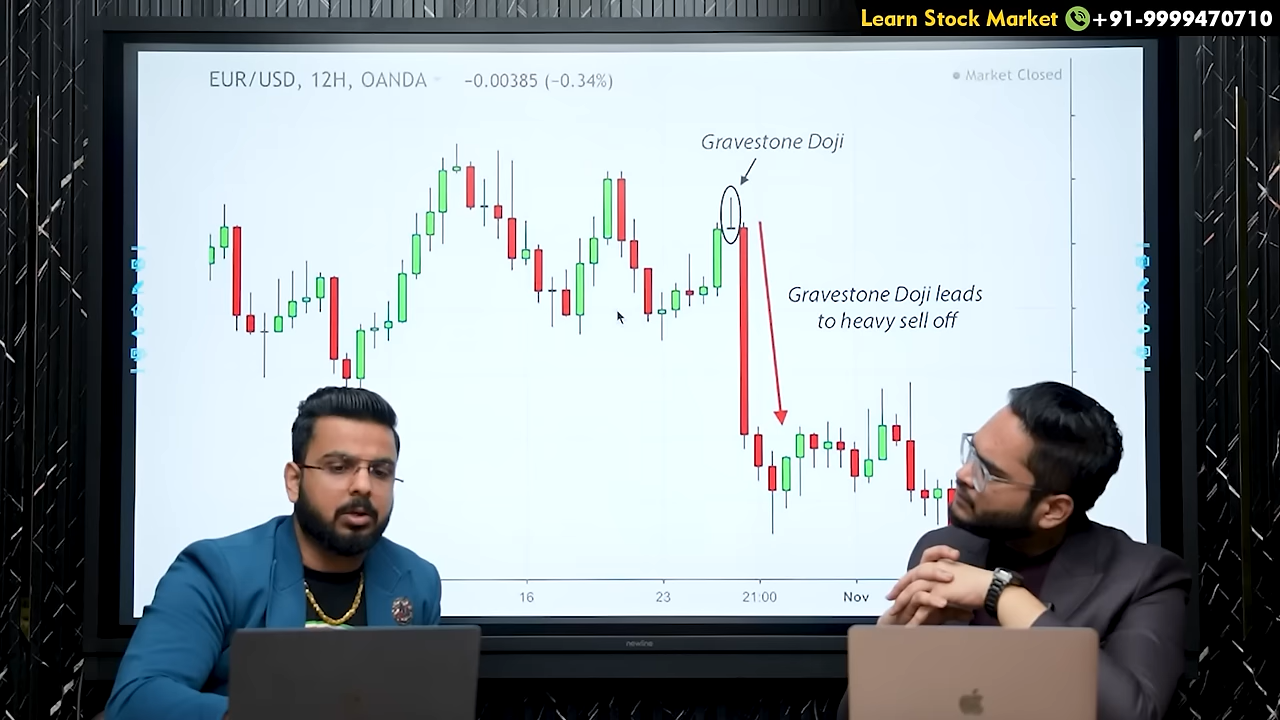 Learn Stock Market +91-9999470710
EUR/USD, 12H, OANDA −0.00385 (−0.34%)
Market Closed
Gravestone Doji
Gravestone Doji leads
to heavy sell off
16 23 21:00 Nov
newline